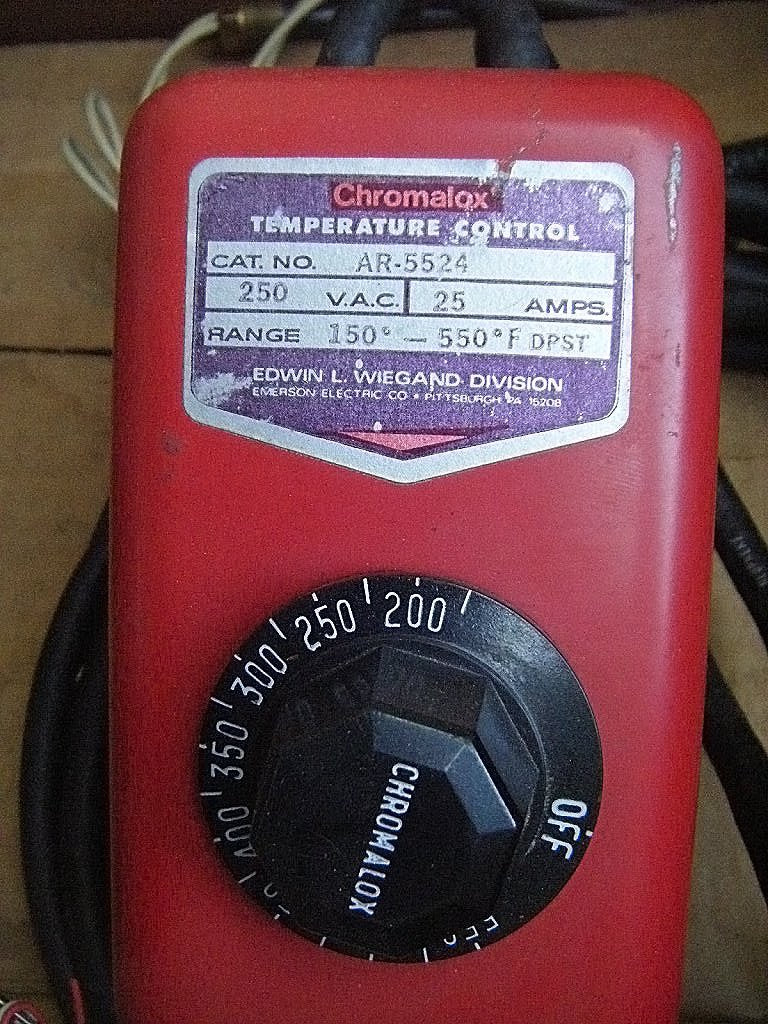 Chromalox
TEMPERATURE CONTROL
CAT. NO. AR-5524
250 V.A.C. 25 AMPS.
RANGE 150° — 550°F DPST
EDWIN L. WIEGAND DIVISION
EMERSON ELECTRIC CO • PITTSBURGH PA 15208
200
250
300
350
400
OFF
CHROMALOX